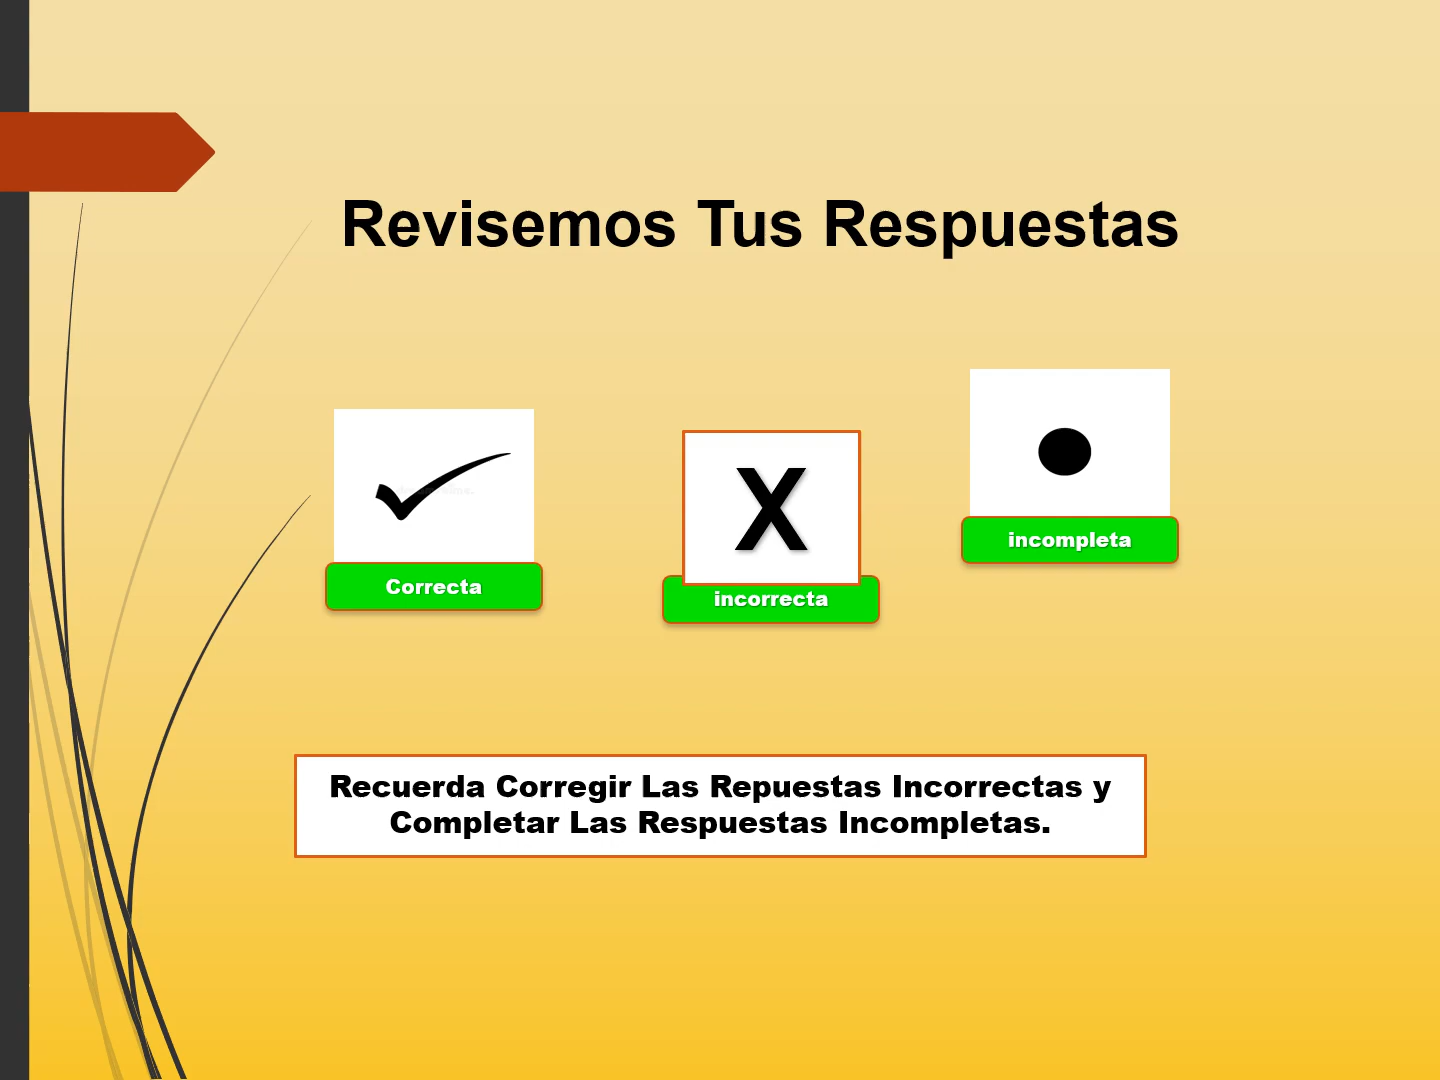 Revisemos Tus Respuestas
X
Correcta
incorrecta
incompleta
Recuerda Corregir Las Repuestas Incorrectas y
Completar Las Respuestas Incompletas.